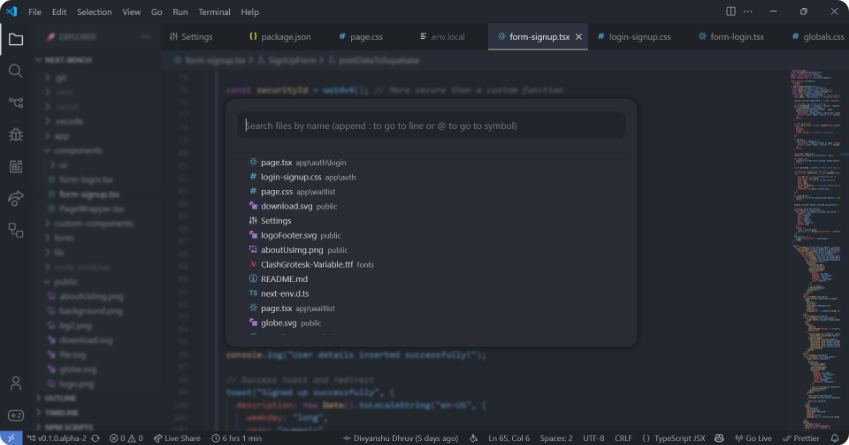 File Edit Selection View Go Run Terminal Help
EXPLORER
Settings package.json page.css .env.local form-signup.tsx login-signup.css form-login.tsx globals.css
NEXT-BENCH
form-signup.tsx > SignUpForm > postDataToSupabase
.git
.next
.vscode
app
components
ui
form-login.tsx
form-signup.tsx
PageWrapper.tsx
custom-components
fonts
lib
node_modules
public
aboutUsImg.png
background.png
bg2.png
download.svg
file.svg
globe.svg
logo.png
OUTLINE
TIMELINE
NPM SCRIPTS
const securityId = uuidv4(); // More secure than a custom function
Search files by name (append : to go to line or @ to go to symbol)
page.tsx app\auth\login
login-signup.css app\auth
page.css app\waitlist
download.svg public
Settings
logoFooter.svg public
aboutUsImg.png public
ClashGrotesk-Variable.ttf fonts
README.md
next-env.d.ts
page.tsx app\waitlist
globe.svg public
console.log("User details inserted successfully!");
// Success toast and redirect
toast("Signed up successfully", {
description: new Date().toLocaleString("en-US", {
weekday: "long",
v0.1.0.alpha-2 0 0 Live Share 6 hrs 1 min Divyanshu Dhruv (5 days ago) Ln 65, Col 6 Spaces: 2 UTF-8 CRLF {} TypeScript JSX Go Live Prettier